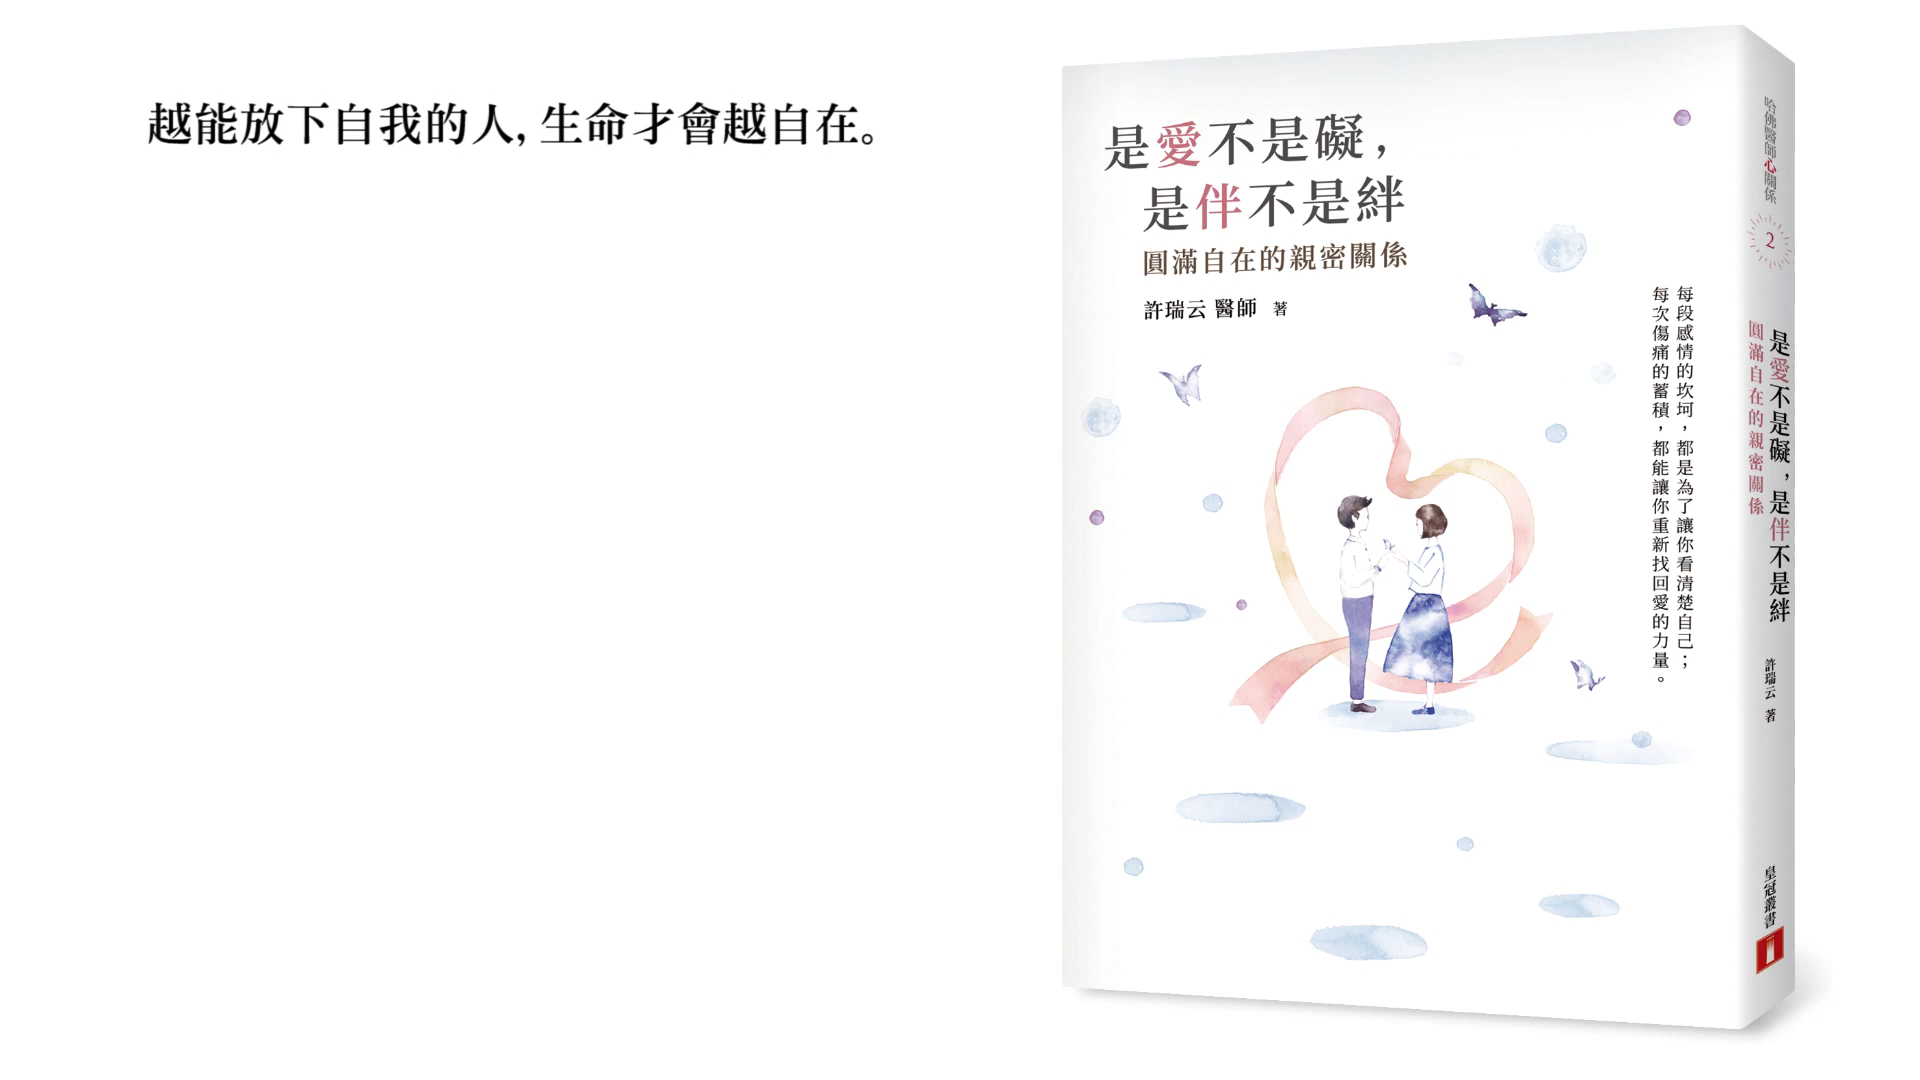 越能放下自我的人，生命才會越自在。
是愛不是礙，
是伴不是絆
圓滿自在的親密關係
許瑞云 醫師 著
每段感情的坎坷，都是為了讓你看清楚自己；
每次傷痛的蓄積，都能讓你重新找回愛的力量。
哈佛醫師心關係
2
是愛不是礙，是伴不是絆
圓滿自在的親密關係
許瑞云 著
皇冠叢書